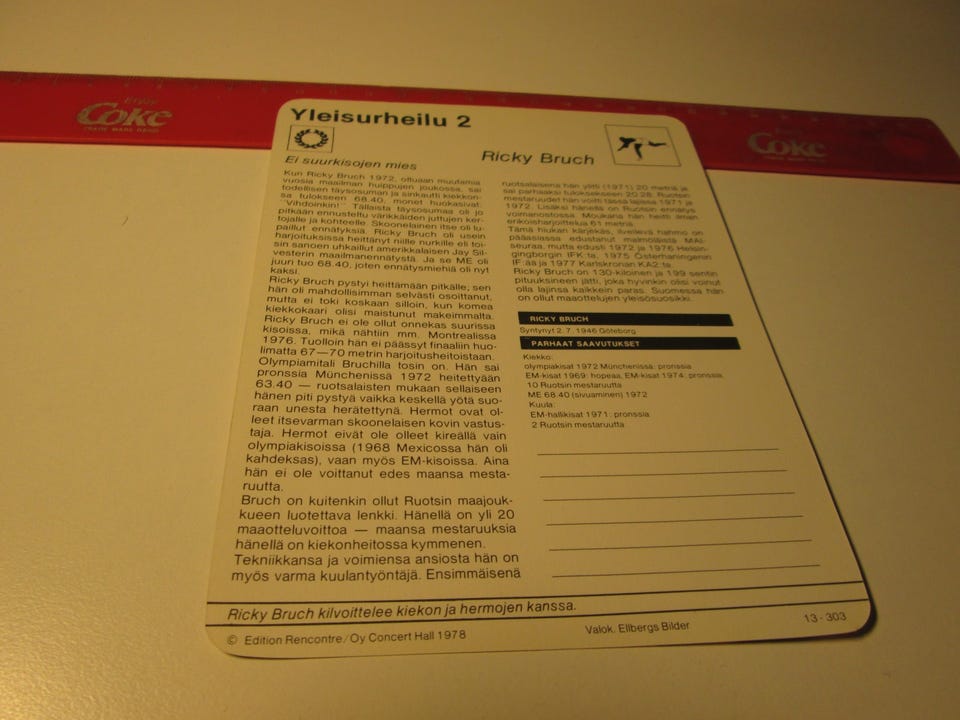 Enjoy
Coke
TRADE MARK REGD
Coke
Yleisurheilu 2
Ei suurkisojen mies
Ricky Bruch
Kun Ricky Bruch 1972, oltuaan muutamia
vuosia maailman huippujen joukossa, sai
todellisen täysosuman ja sinkautti kiekkon-
sa tulokseen 68.40, monet huokasivat:
"Vihdoinkin!" Tällaista täysosumaa oli jo
pitkään ennusteltu värikkäiden juttujen ker-
tojalle ja kohteelle. Skoonelainen itse oli lu-
paillut ennätyksiä. Ricky Bruch oli usein
harjoituksissa heittänyt niille nurkille eli toi-
sin sanoen uhkaillut amerikkalaisen Jay Sil-
vesterin maailmanennätystä. Ja se ME oli
juuri tuo 68.40, joten ennätysmiehiä oli nyt
kaksi.
Ricky Bruch pystyi heittämään pitkälle; sen
hän oli mahdollisimman selvästi osoittanut,
mutta ei toki koskaan silloin, kun komea
kiekkokaari olisi maistunut makeimmalta.
Ricky Bruch ei ole ollut onnekas suurissa
kisoissa, mikä nähtiin mm. Montrealissa
1976. Tuolloin hän ei päässyt finaaliin huo-
limatta 67—70 metrin harjoitusheitoistaan.
Olympiamitali Bruchilla tosin on. Hän sai
pronssia Münchenissä 1972 heitettyään
63.40 — ruotsalaisten mukaan sellaiseen
hänen piti pystyä vaikka keskellä yötä suo-
raan unesta herätettynä. Hermot ovat ol-
leet itsevarman skoonelaisen kovin vastus-
taja. Hermot eivät ole olleet kireällä vain
olympiakisoissa (1968 Mexicossa hän oli
kahdeksas), vaan myös EM-kisoissa. Aina
hän ei ole voittanut edes maansa mesta-
ruutta.
Bruch on kuitenkin ollut Ruotsin maajouk-
kueen luotettava lenkki. Hänellä on yli 20
maaotteluvoittoa — maansa mestaruuksia
hänellä on kiekonheitossa kymmenen.
Tekniikkansa ja voimiensa ansiosta hän on
myös varma kuulantyöntäjä. Ensimmäisenä
ruotsalaisena hän ylitti (1971) 20 metriä ja
sai parhaaksi tuloksekseen 20.28. Ruotsin
mestaruudet hän voitti tässä lajissa 1971 ja
1972. Lisäksi hänellä on Ruotsin ennätys
voimanostossa. Moukaria hän heitti ilman
erikoisharjoittelua 61 metriä.
Tämä hiukan kärjekäs, ilveilevä hahmo on
pääasiassa edustanut malmöläistä MAI-
seuraa, mutta edusti 1972 ja 1976 Helsin-
gingborgin IFK:ta, 1975 Österhaningenin
IF:ää ja 1977 Karlskronan KA2:ta.
Ricky Bruch on 130-kiloinen ja 199 sentin
pituuksineen jätti, joka hyvinkin olisi voinut
olla lajinsa kaikkein paras. Suomessa hän
on ollut maaottelujen yleisösuosikki.
RICKY BRUCH
Syntynyt 2.7.1946 Göteborg
PARHAAT SAAVUTUKSET
Kiekko:
olympiakisat 1972 Münchenissä: pronssia
EM-kisat 1969: hopeaa, EM-kisat 1974: pronssia,
10 Ruotsin mestaruutta
ME 68.40 (sivuaminen) 1972
Kuula:
EM-hallikisat 1971: pronssia
2 Ruotsin mestaruutta
Ricky Bruch kilvoittelee kiekon ja hermojen kanssa.
© Edition Rencontre/Oy Concert Hall 1978
Valok. Ellbergs Bilder
13-303